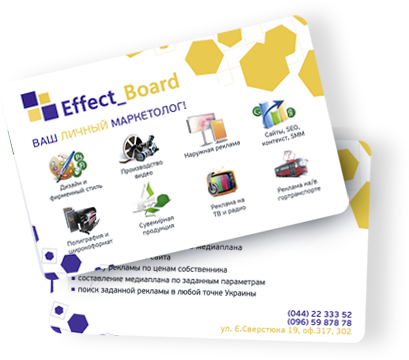 Effect_Board
ВАШ ЛИЧНЫЙ МАРКЕТОЛОГ!
Дизайн и
фирменный стиль
Производство
видео
Наружная реклама
Сайты, SEO,
контекст, SMM
Полиграфия и
широкоформат
Сувенирная
продукция
Реклама на
ТВ и радио
Реклама на/в
гортранспорте
медиаплана
сайта
рекламы по ценам собственника
составление медиаплана по заданным параметрам
поиск заданной рекламы в любой точке Украины
(044) 22 333 52
(096) 59 878 78
ул. Е.Сверстюка 19, оф.317, 302